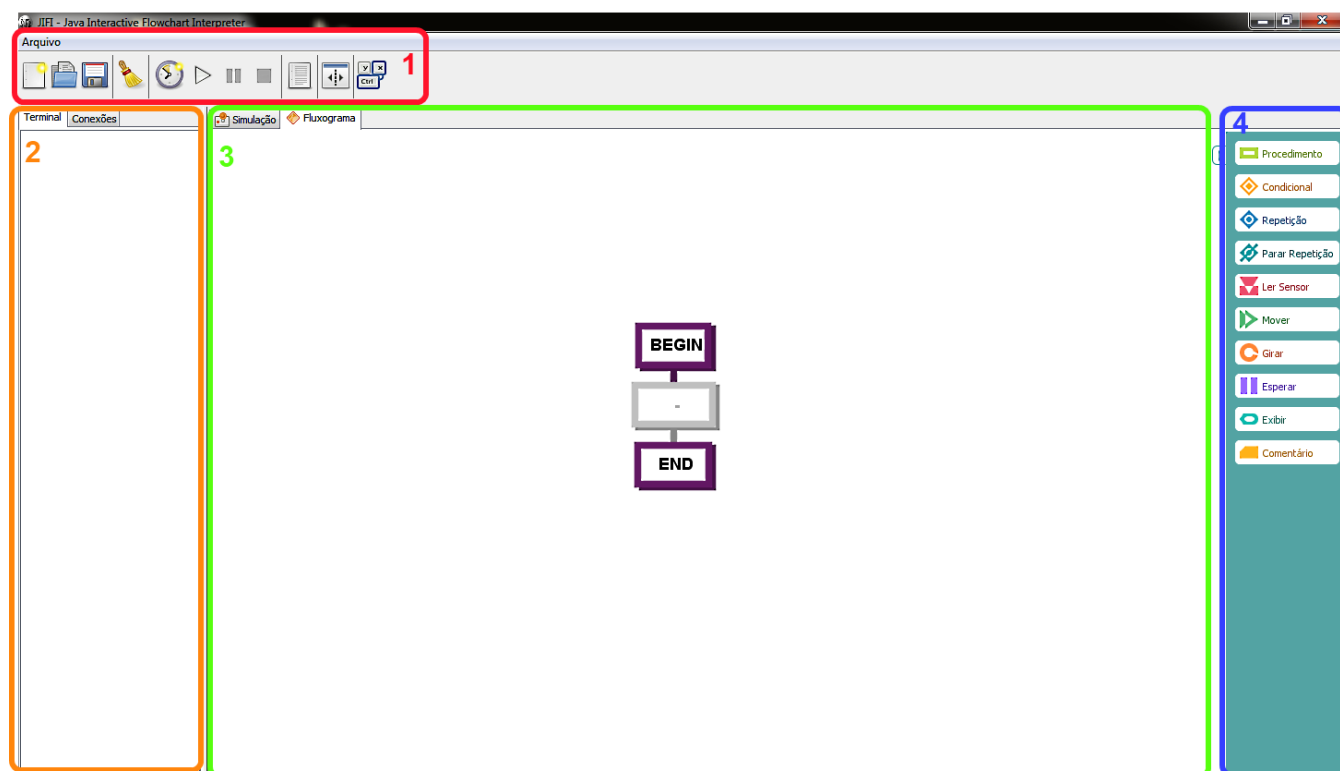 JIFI - Java Interactive Flowchart Interpreter
Arquivo
Y X
Ctrl
1
Terminal Conexões
Simulação Fluxograma
2
3
4
BEGIN
-
END
Procedimento
Condicional
Repetição
Parar Repetição
Ler Sensor
Mover
Girar
Esperar
Exibir
Comentário